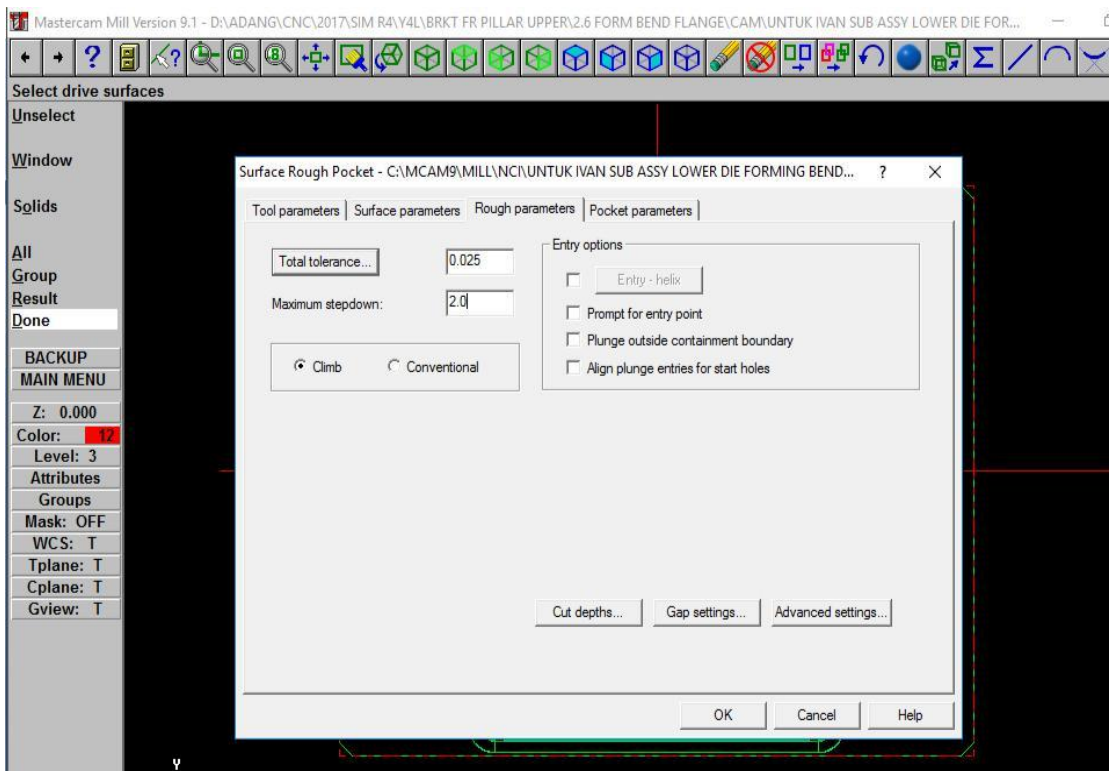 Mastercam Mill Version 9.1 - D:\ADANG\CNC\2017\SIM R4\Y4L\BRKT FR PILLAR UPPER\2.6 FORM BEND FLANGE\CAM\UNTUK IVAN SUB ASSY LOWER DIE FOR...
Select drive surfaces
Unselect
Window
Solids
All
Group
Result
Done
BACKUP
MAIN MENU
Z: 0.000
Color: 12
Level: 3
Attributes
Groups
Mask: OFF
WCS: T
Tplane: T
Cplane: T
Gview: T
Surface Rough Pocket - C:\MCAM9\MILL\NCI\UNTUK IVAN SUB ASSY LOWER DIE FORMING BEND... ?
Tool parameters Surface parameters Rough parameters Pocket parameters
Total tolerance... 0.025
Maximum stepdown: 2.0
Climb Conventional
Entry options
Entry - helix
Prompt for entry point
Plunge outside containment boundary
Align plunge entries for start holes
Cut depths... Gap settings... Advanced settings...
OK Cancel Help
Y